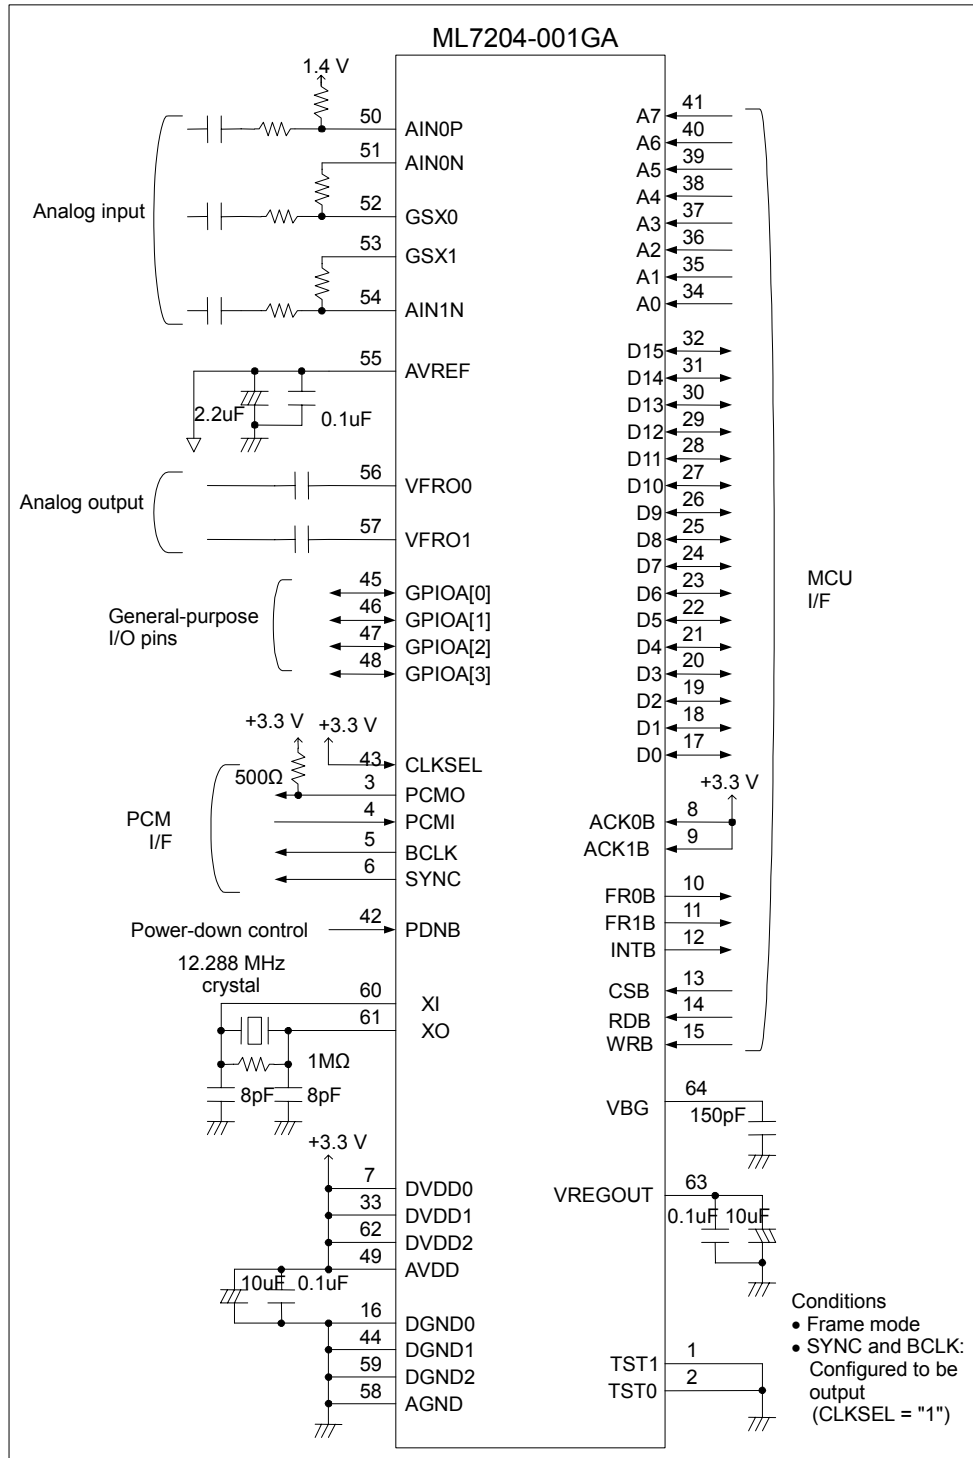 ML7204-001GA
1.4 V
50 AIN0P
51 AIN0N
Analog input
52 GSX0
53 GSX1
54 AIN1N
55 AVREF
2.2uF 0.1uF
56 VFRO0
Analog output
57 VFRO1
45 GPIOA[0]
General-purpose
I/O pins
46 GPIOA[1]
47 GPIOA[2]
48 GPIOA[3]
+3.3 V +3.3 V
43 CLKSEL
500Ω
3 PCMO
PCM
I/F
4 PCMI
5 BCLK
6 SYNC
Power-down control
42 PDNB
12.288 MHz
crystal
60 XI
61 XO
1MΩ
8pF 8pF
+3.3 V
7 DVDD0
33 DVDD1
62 DVDD2
49 AVDD
10uF 0.1uF
16 DGND0
44 DGND1
59 DGND2
58 AGND
A7 41
A6 40
A5 39
A4 38
A3 37
A2 36
A1 35
A0 34
D15 32
D14 31
D13 30
D12 29
D11 28
D10 27
D9 26
D8 25
D7 24
D6 23
D5 22
D4 21
D3 20
D2 19
D1 18
D0 17
MCU
I/F
+3.3 V
ACK0B 8
ACK1B 9
FR0B 10
FR1B 11
INTB 12
CSB 13
RDB 14
WRB 15
VBG 64
150pF
VREGOUT 63
0.1uF 10uF
TST1 1
TST0 2
Conditions
● Frame mode
● SYNC and BCLK:
Configured to be
output
(CLKSEL = "1")